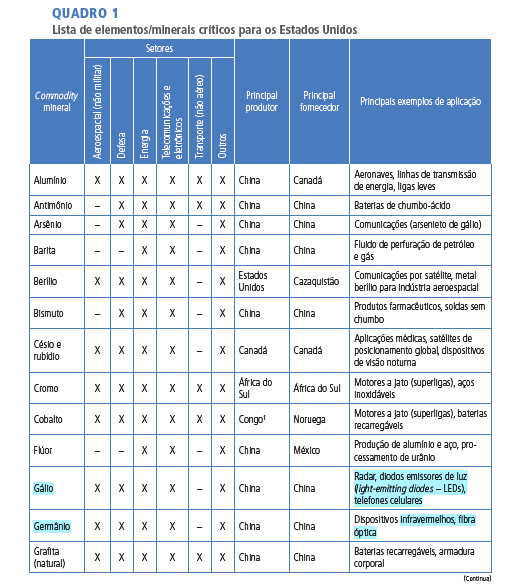 QUADRO 1
Lista de elementos/minerais críticos para os Estados Unidos
Commodity mineral
Setores
Aeroespacial (não militar)
Defesa
Energia
Telecomunicações e eletrônicos
Transporte (não aéreo)
Outros
Principal produtor
Principal fornecedor
Principais exemplos de aplicação
Alumínio X X X X X X China Canadá Aeronaves, linhas de transmissão de energia, ligas leves
Antimônio – X X X X X China China Baterias de chumbo-ácido
Arsênio – X X X – X China China Comunicações (arsenieto de gálio)
Barita – – X X – X China China Fluido de perfuração de petróleo e gás
Berílio X X X X – X Estados Unidos Cazaquistão Comunicações por satélite, metal berílio para indústria aeroespacial
Bismuto – X X X – X China China Produtos farmacêuticos, soldas sem chumbo
Césio e rubídio X X X X – X Canadá Canadá Aplicações médicas, satélites de posicionamento global, dispositivos de visão noturna
Cromo X X X X X X África do Sul África do Sul Motores a jato (superligas), aços inoxidáveis
Cobalto X X X X X X Congo¹ Noruega Motores a jato (superligas), baterias recarregáveis
Flúor – – X X – X China México Produção de alumínio e aço, pro-cessamento de urânio
Gálio X X X X – X China China Radar, diodos emissores de luz (light-emitting diodes – LEDs), telefones celulares
Germânio X X X X – X China China Dispositivos infravermelhos, fibra óptica
Grafita (natural) X X X X X X China China Baterias recarregáveis, armadura corporal
(Continua)